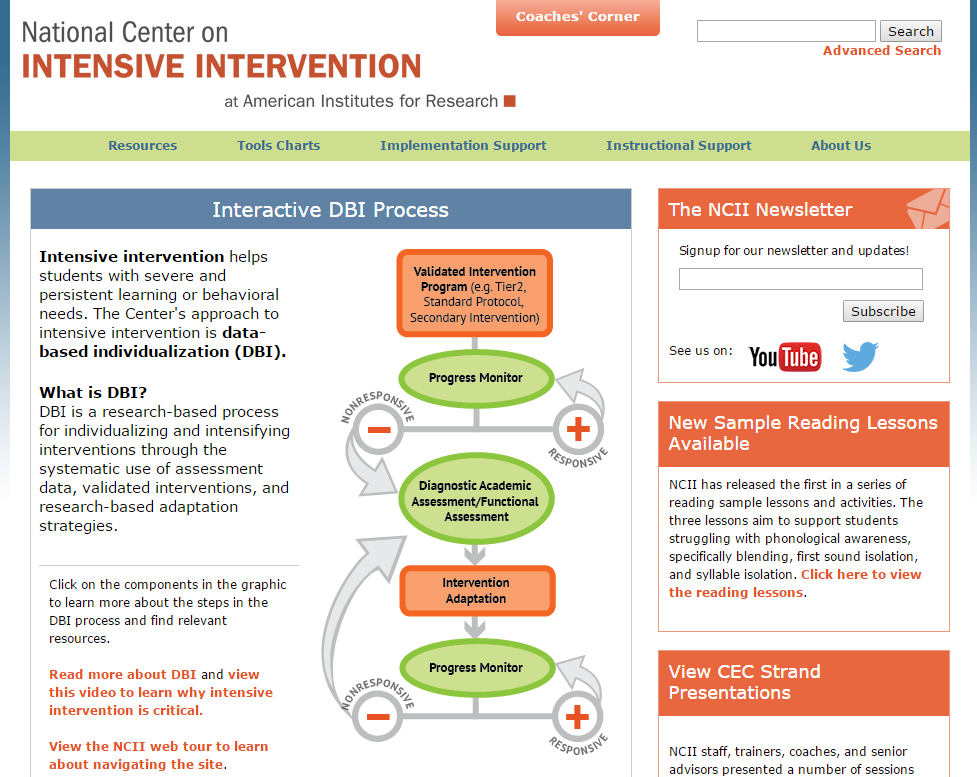 Coaches' Corner
Search
Advanced Search
National Center on
INTENSIVE INTERVENTION
at American Institutes for Research
Resources Tools Charts Implementation Support Instructional Support About Us
Interactive DBI Process
Intensive intervention helps
students with severe and
persistent learning or behavioral
needs. The Center's approach to
intensive intervention is data-
based individualization (DBI).
What is DBI?
DBI is a research-based process
for individualizing and intensifying
interventions through the
systematic use of assessment
data, validated interventions, and
research-based adaptation
strategies.
Click on the components in the graphic
to learn more about the steps in the
DBI process and find relevant
resources.
Read more about DBI and view
this video to learn why intensive
intervention is critical.
View the NCII web tour to learn
about navigating the site.
Validated Intervention
Program (e.g. Tier2,
Standard Protocol,
Secondary Intervention)
Progress Monitor
NONRESPONSIVE
RESPONSIVE
Diagnostic Academic
Assessment/Functional
Assessment
Intervention
Adaptation
Progress Monitor
NONRESPONSIVE
RESPONSIVE
The NCII Newsletter
Signup for our newsletter and updates!
Subscribe
See us on: YouTube
New Sample Reading Lessons
Available
NCII has released the first in a series of
reading sample lessons and activities. The
three lessons aim to support students
struggling with phonological awareness,
specifically blending, first sound isolation,
and syllable isolation. Click here to view
the reading lessons.
View CEC Strand
Presentations
NCII staff, trainers, coaches, and senior
advisors presented a number of sessions